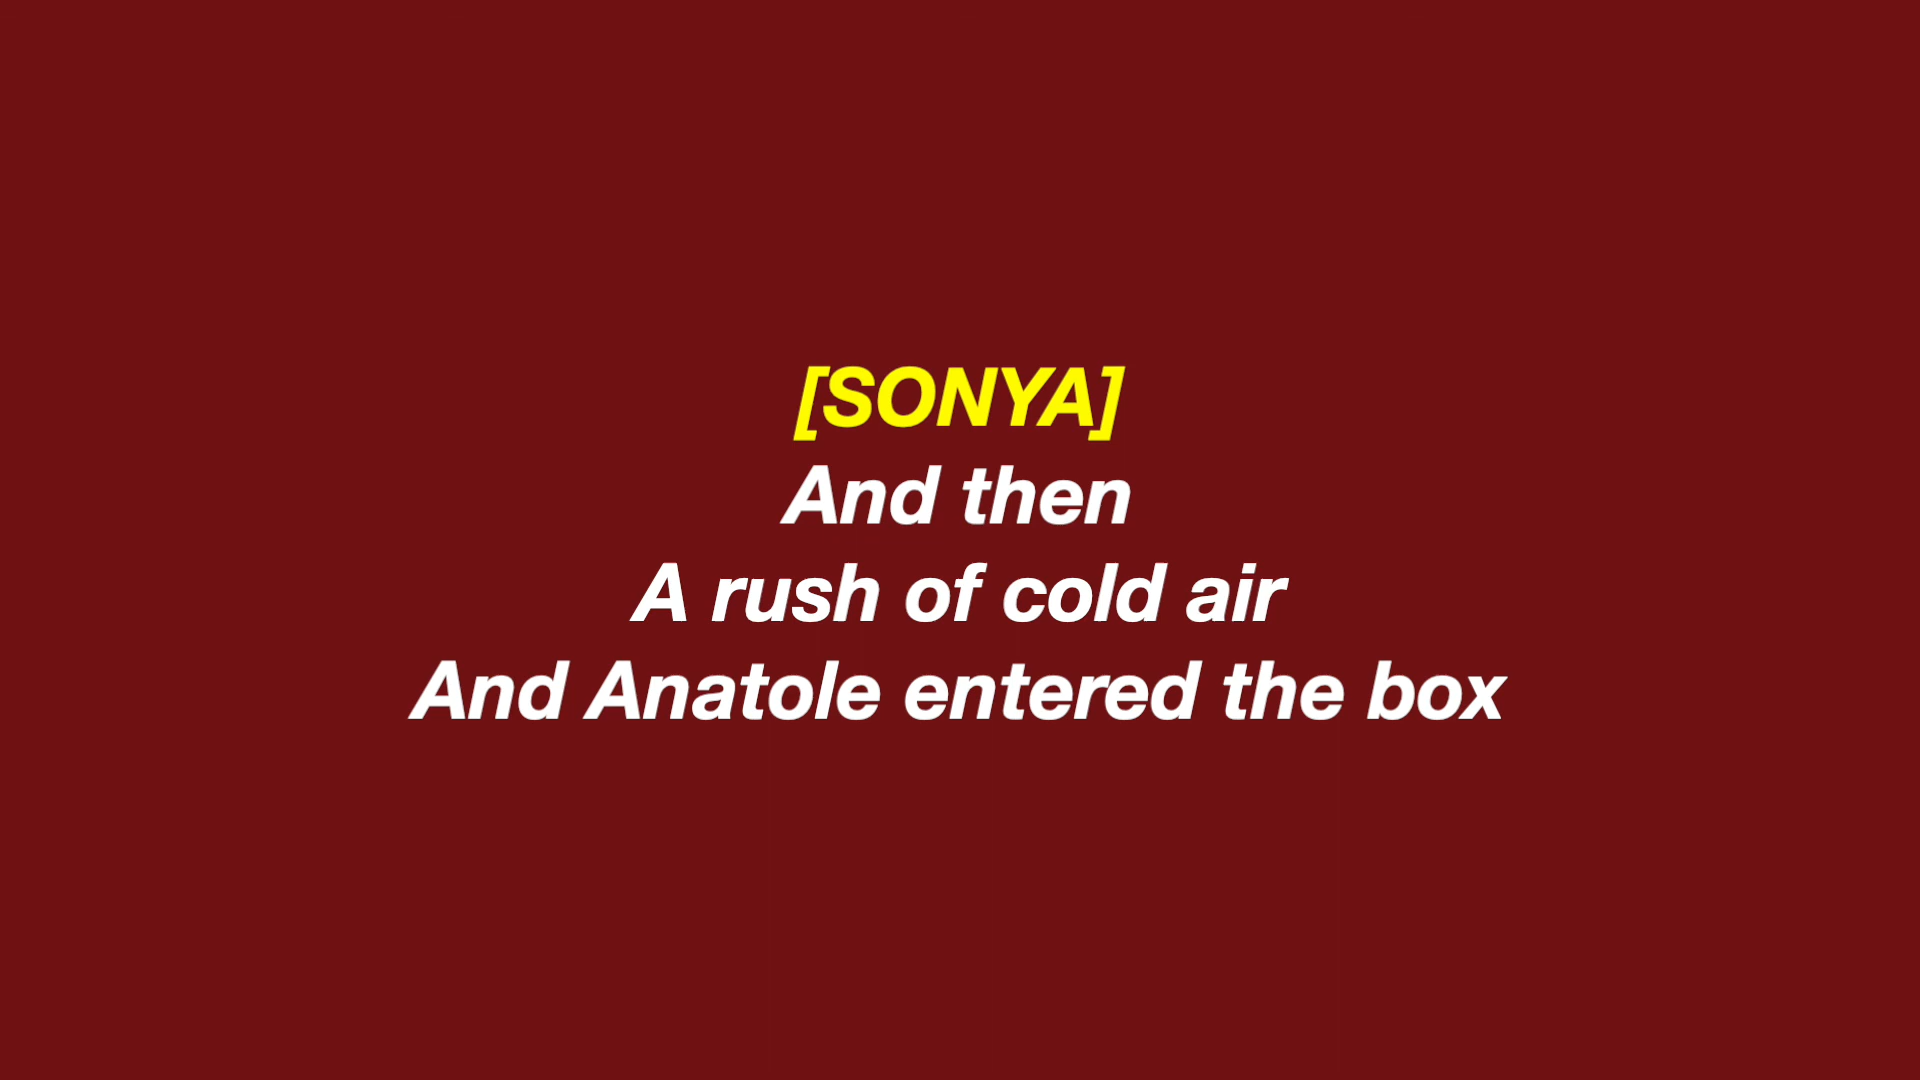 [SONYA]
And then
A rush of cold air
And Anatole entered the box